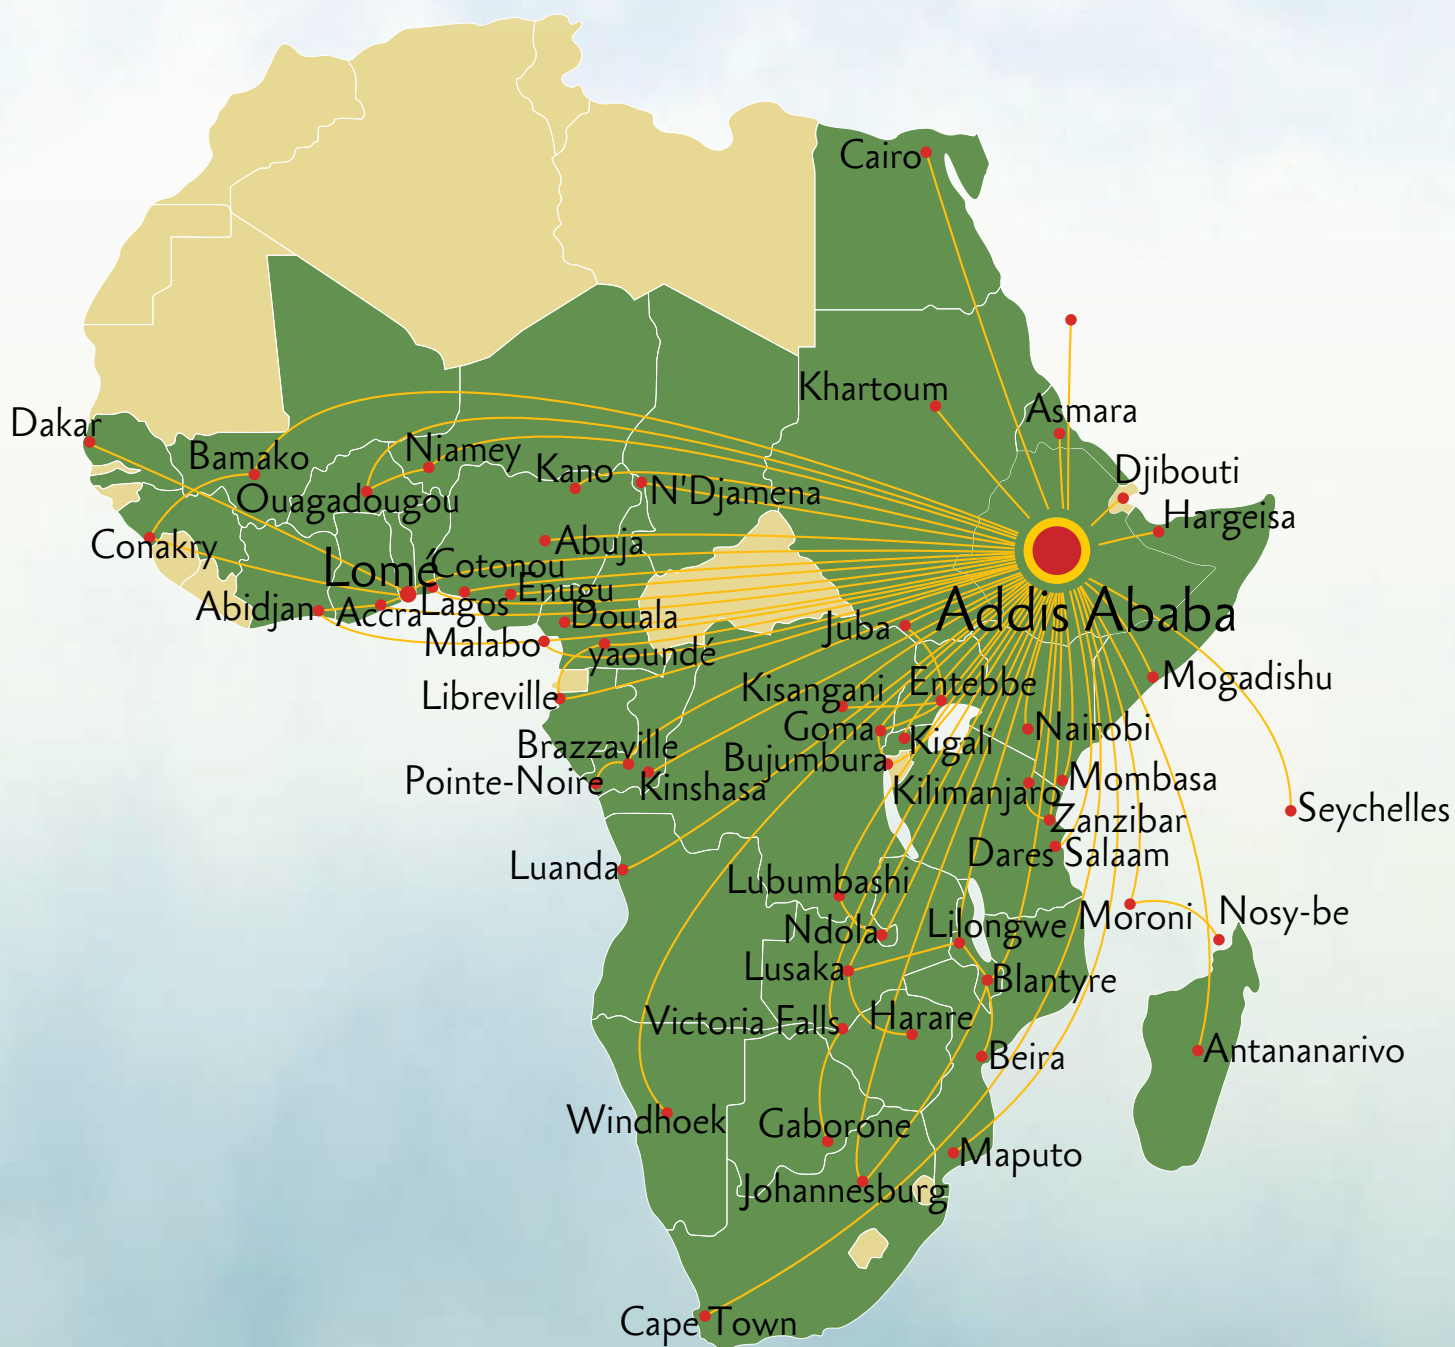 Cairo
Khartoum
Asmara
Dakar
Bamako
Niamey
Kano
Djibouti
Ouagadougou
N'Djamena
Hargeisa
Conakry
Abuja
Lomé
Cotonou
Enugu
Abidjan
Accra
Lagos
Douala
Addis Ababa
Juba
Malabo
yaoundé
Libreville
Kisangani
Entebbe
Mogadishu
Goma
Kigali
Nairobi
Brazzaville
Bujumbura
Pointe-Noire
Kinshasa
Kilimanjaro
Mombasa
Seychelles
Zanzibar
Dares Salaam
Luanda
Lubumbashi
Moroni
Nosy-be
Ndola
Lilongwe
Lusaka
Blantyre
Victoria Falls
Harare
Beira
Antananarivo
Windhoek
Gaborone
Maputo
Johannesburg
Cape Town